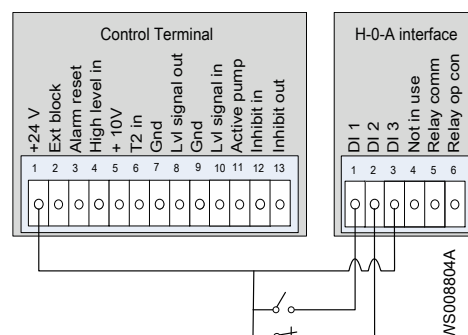 Control Terminal
+24 V
Ext block
Alarm reset
High level in
+ 10V
T2 in
Gnd
Lvl signal out
Gnd
Lvl signal in
Active pump
Inhibit in
Inhibit out
1 2 3 4 5 6 7 8 9 10 11 12 13
H-0-A interface
DI 1
DI 2
DI 3
Not in use
Relay comm
Relay op con
1 2 3 4 5 6
WS008804A